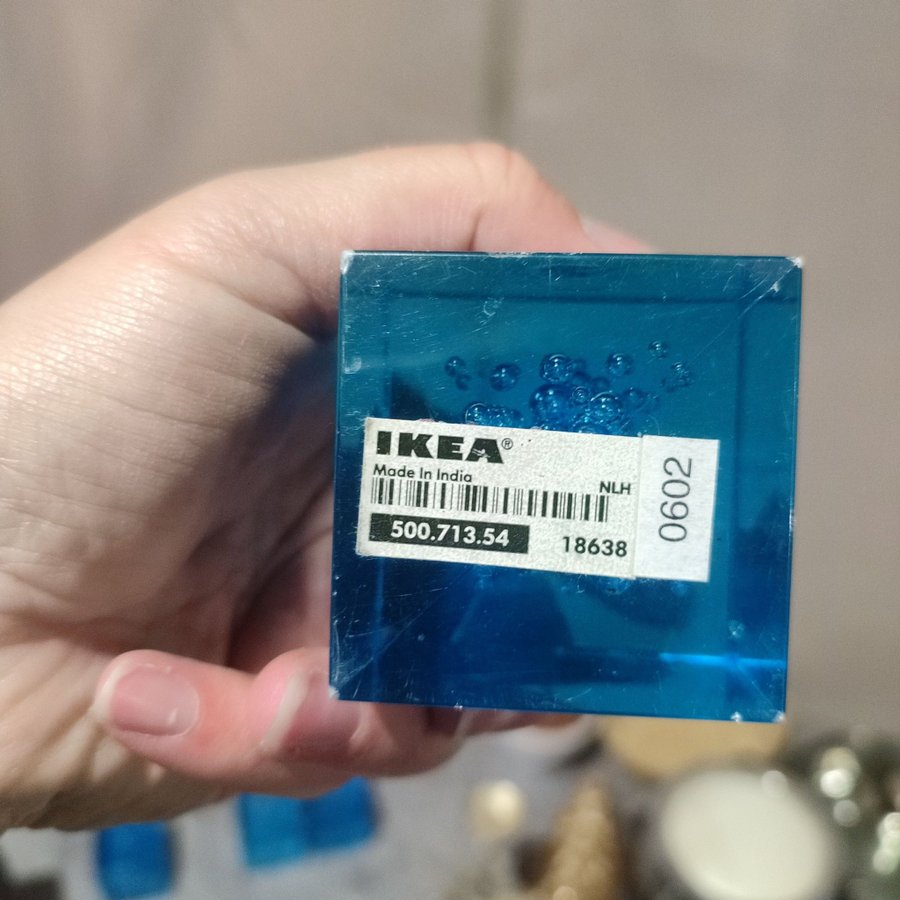 IKEA®
Made In India
NLH
500.713.54
18638
0602